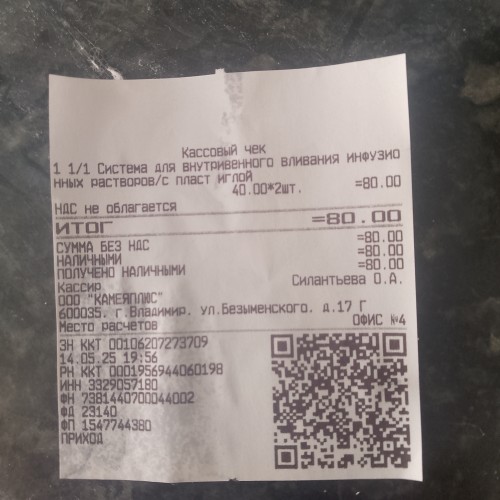 Кассовый чек
1 1/1 Система для внутривенного вливания инфузио
нных растворов/с пласт иглой
40.00*2шт. =80.00
НДС не облагается
ИТОГ =80.00
СУММА БЕЗ НДС =80.00
НАЛИЧНЫМИ =80.00
ПОЛУЧЕНО НАЛИЧНЫМИ =80.00
Кассир Силантьева О.А.
ООО "КАМЕЯПЛЮС"
600035. г.Владимир. ул.Безыменского. д.17 Г
Место расчетов ОФИС №4
ЗН ККТ 00106207273709
14.05.25 19:56
РН ККТ 0001956944060198
ИНН 3329057180
ФН 7381440700044002
ФД 23140
ФП 1547744380
ПРИХОД